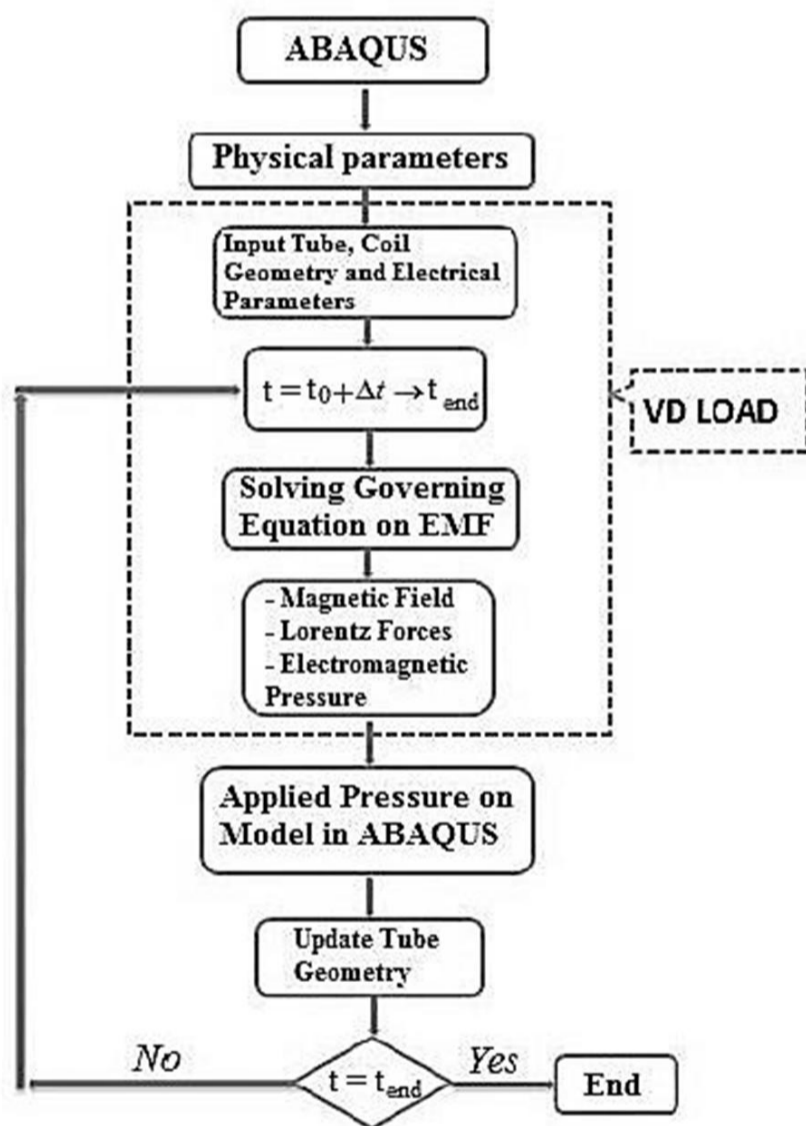 ABAQUS
Physical parameters
Input Tube, Coil
Geometry and Electrical
Parameters
t = t0+Δt → t end
VD LOAD
Solving Governing
Equation on EMF
- Magnetic Field
- Lorentz Forces
- Electromagnetic
Pressure
Applied Pressure on
Model in ABAQUS
Update Tube
Geometry
No
t = tend
Yes
End